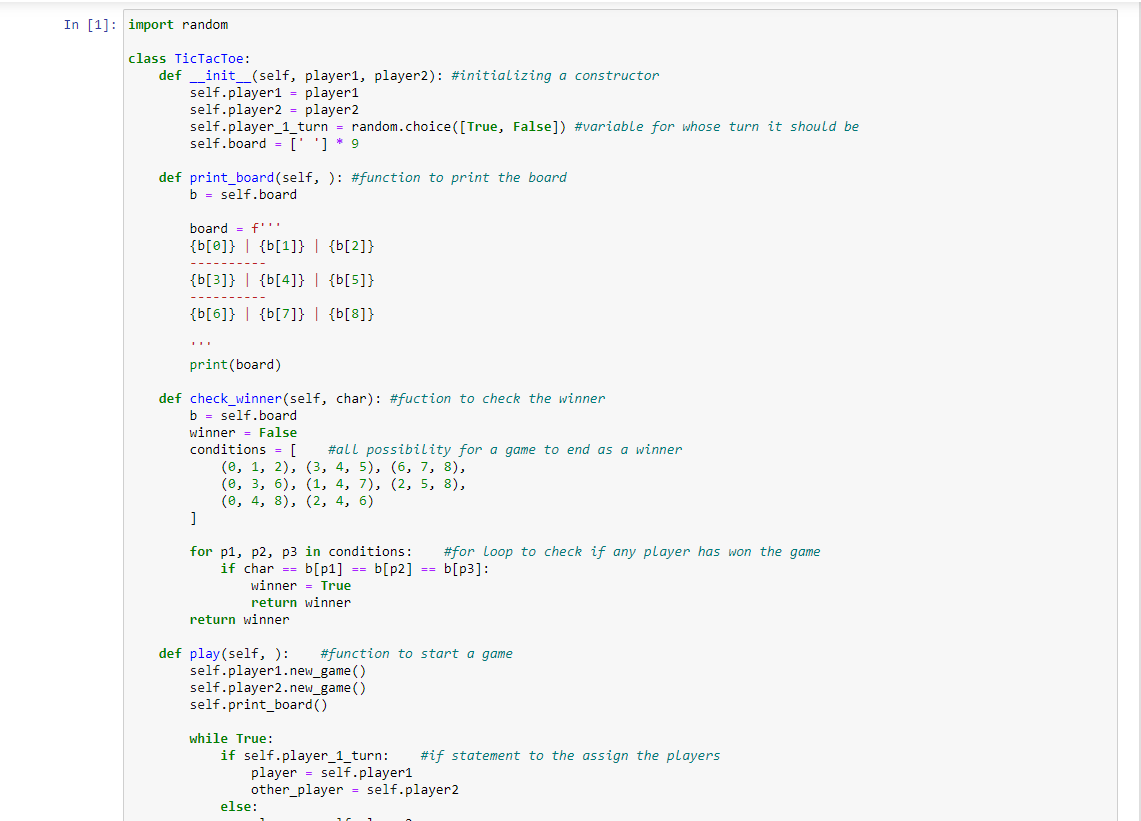 In [1]: import random
class TicTacToe:
    def __init__(self, player1, player2): #initializing a constructor
        self.player1 = player1
        self.player2 = player2
        self.player_1_turn = random.choice([True, False]) #variable for whose turn it should be
        self.board = [' '] * 9
    def print_board(self, ): #function to print the board
        b = self.board
        board = f'''
        {b[0]} | {b[1]} | {b[2]}
        ----------
        {b[3]} | {b[4]} | {b[5]}
        ----------
        {b[6]} | {b[7]} | {b[8]}
        '''
        print(board)
    def check_winner(self, char): #fuction to check the winner
        b = self.board
        winner = False
        conditions = [    #all possibility for a game to end as a winner
            (0, 1, 2), (3, 4, 5), (6, 7, 8),
            (0, 3, 6), (1, 4, 7), (2, 5, 8),
            (0, 4, 8), (2, 4, 6)
        ]
        for p1, p2, p3 in conditions:    #for loop to check if any player has won the game
            if char == b[p1] == b[p2] == b[p3]:
                winner = True
                return winner
        return winner
    def play(self, ):    #function to start a game
        self.player1.new_game()
        self.player2.new_game()
        self.print_board()
        while True:
            if self.player_1_turn:    #if statement to the assign the players
                player = self.player1
                other_player = self.player2
            else: